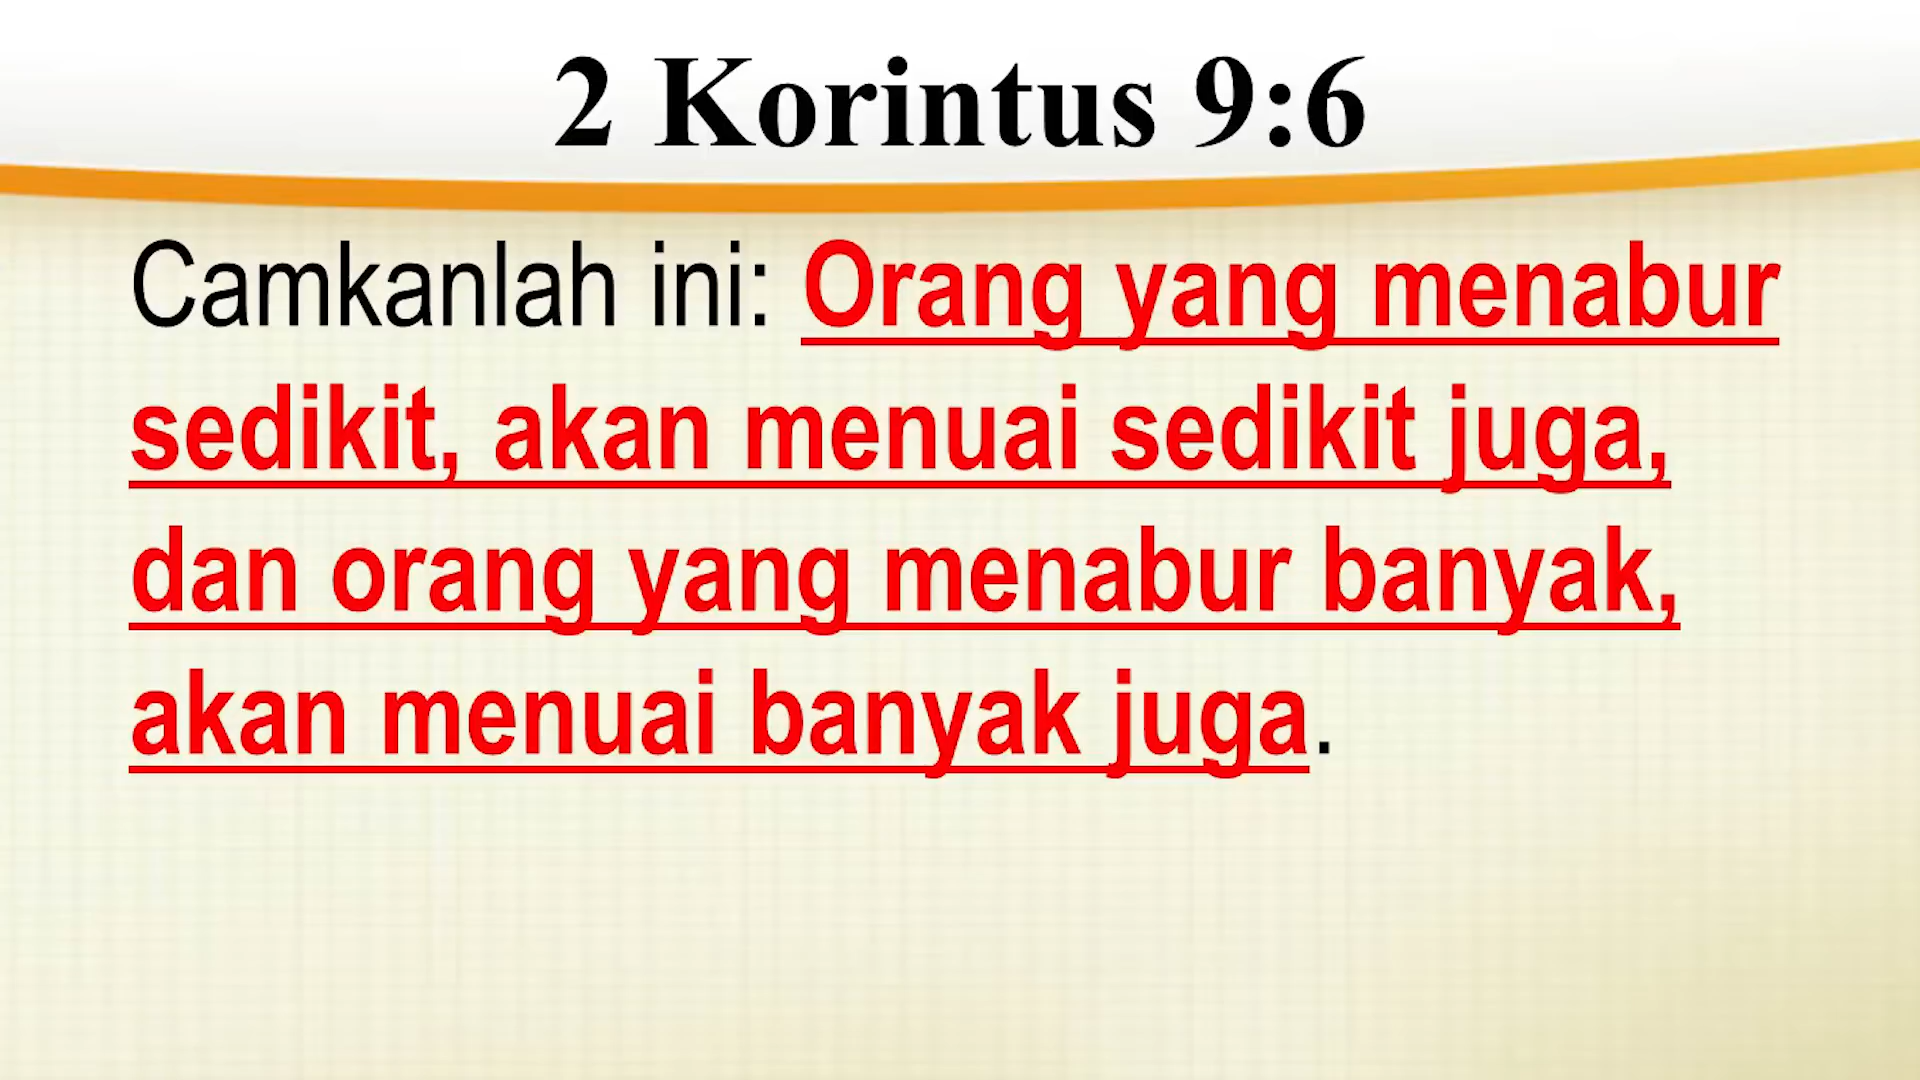 2 Korintus 9:6
Camkanlah ini: Orang yang menabur
sedikit, akan menuai sedikit juga,
dan orang yang menabur banyak,
akan menuai banyak juga.